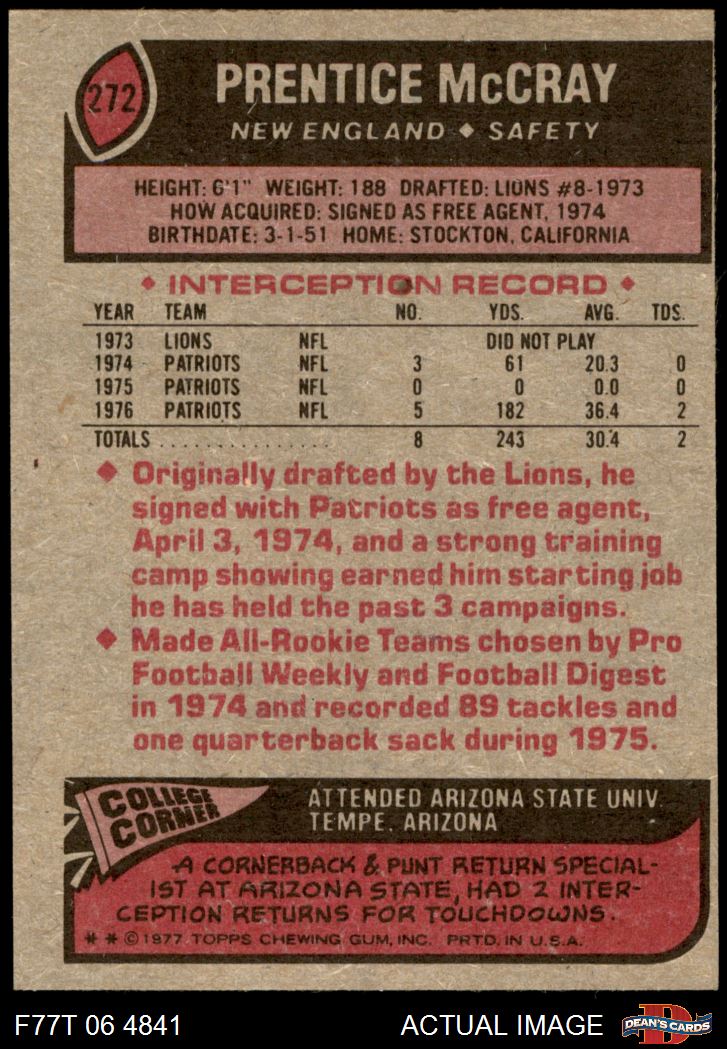 272
PRENTICE McCRAY
NEW ENGLAND ◆ SAFETY
HEIGHT: 6'1" WEIGHT: 188 DRAFTED: LIONS #8-1973
HOW ACQUIRED: SIGNED AS FREE AGENT, 1974
BIRTHDATE: 3-1-51 HOME: STOCKTON, CALIFORNIA
◆ INTERCEPTION RECORD ◆
YEAR TEAM NO. YDS. AVG. TDS.
1973 LIONS NFL DID NOT PLAY
1974 PATRIOTS NFL 3 61 20.3 0
1975 PATRIOTS NFL 0 0 0.0 0
1976 PATRIOTS NFL 5 182 36.4 2
TOTALS ................ 8 243 30.4 2
◆ Originally drafted by the Lions, he
signed with Patriots as free agent,
April 3, 1974, and a strong training
camp showing earned him starting job
he has held the past 3 campaigns.
◆ Made All-Rookie Teams chosen by Pro
Football Weekly and Football Digest
in 1974 and recorded 89 tackles and
one quarterback sack during 1975.
COLLEGE
CORNER
ATTENDED ARIZONA STATE UNIV.
TEMPE, ARIZONA
A CORNERBACK & PUNT RETURN SPECIAL-
IST AT ARIZONA STATE, HAD 2 INTER-
CEPTION RETURNS FOR TOUCHDOWNS.
* * © 1977 TOPPS CHEWING GUM, INC. PRTD. IN U.S.A.
F77T 06 4841 ACTUAL IMAGE
D
DEAN'S CARDS